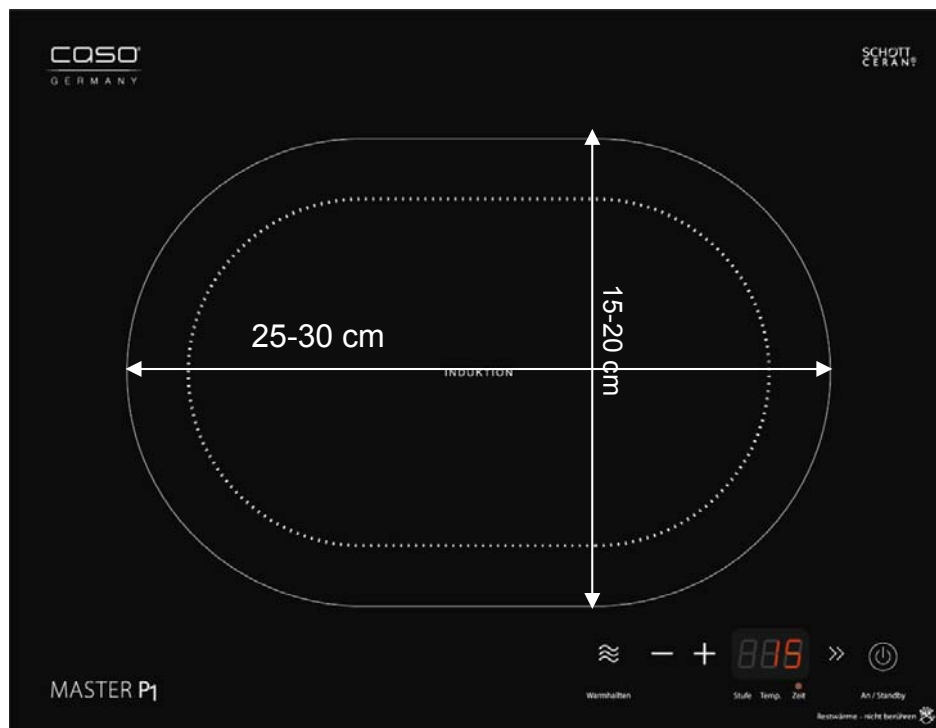 caso®
GERMANY
SCHOTT
CERAN®
25-30 cm
15-20 cm
INDUKTION
MASTER P1
15
Warmhalten
Stufe Temp. Zeit
An / Standby
Restwärme - nicht berühren